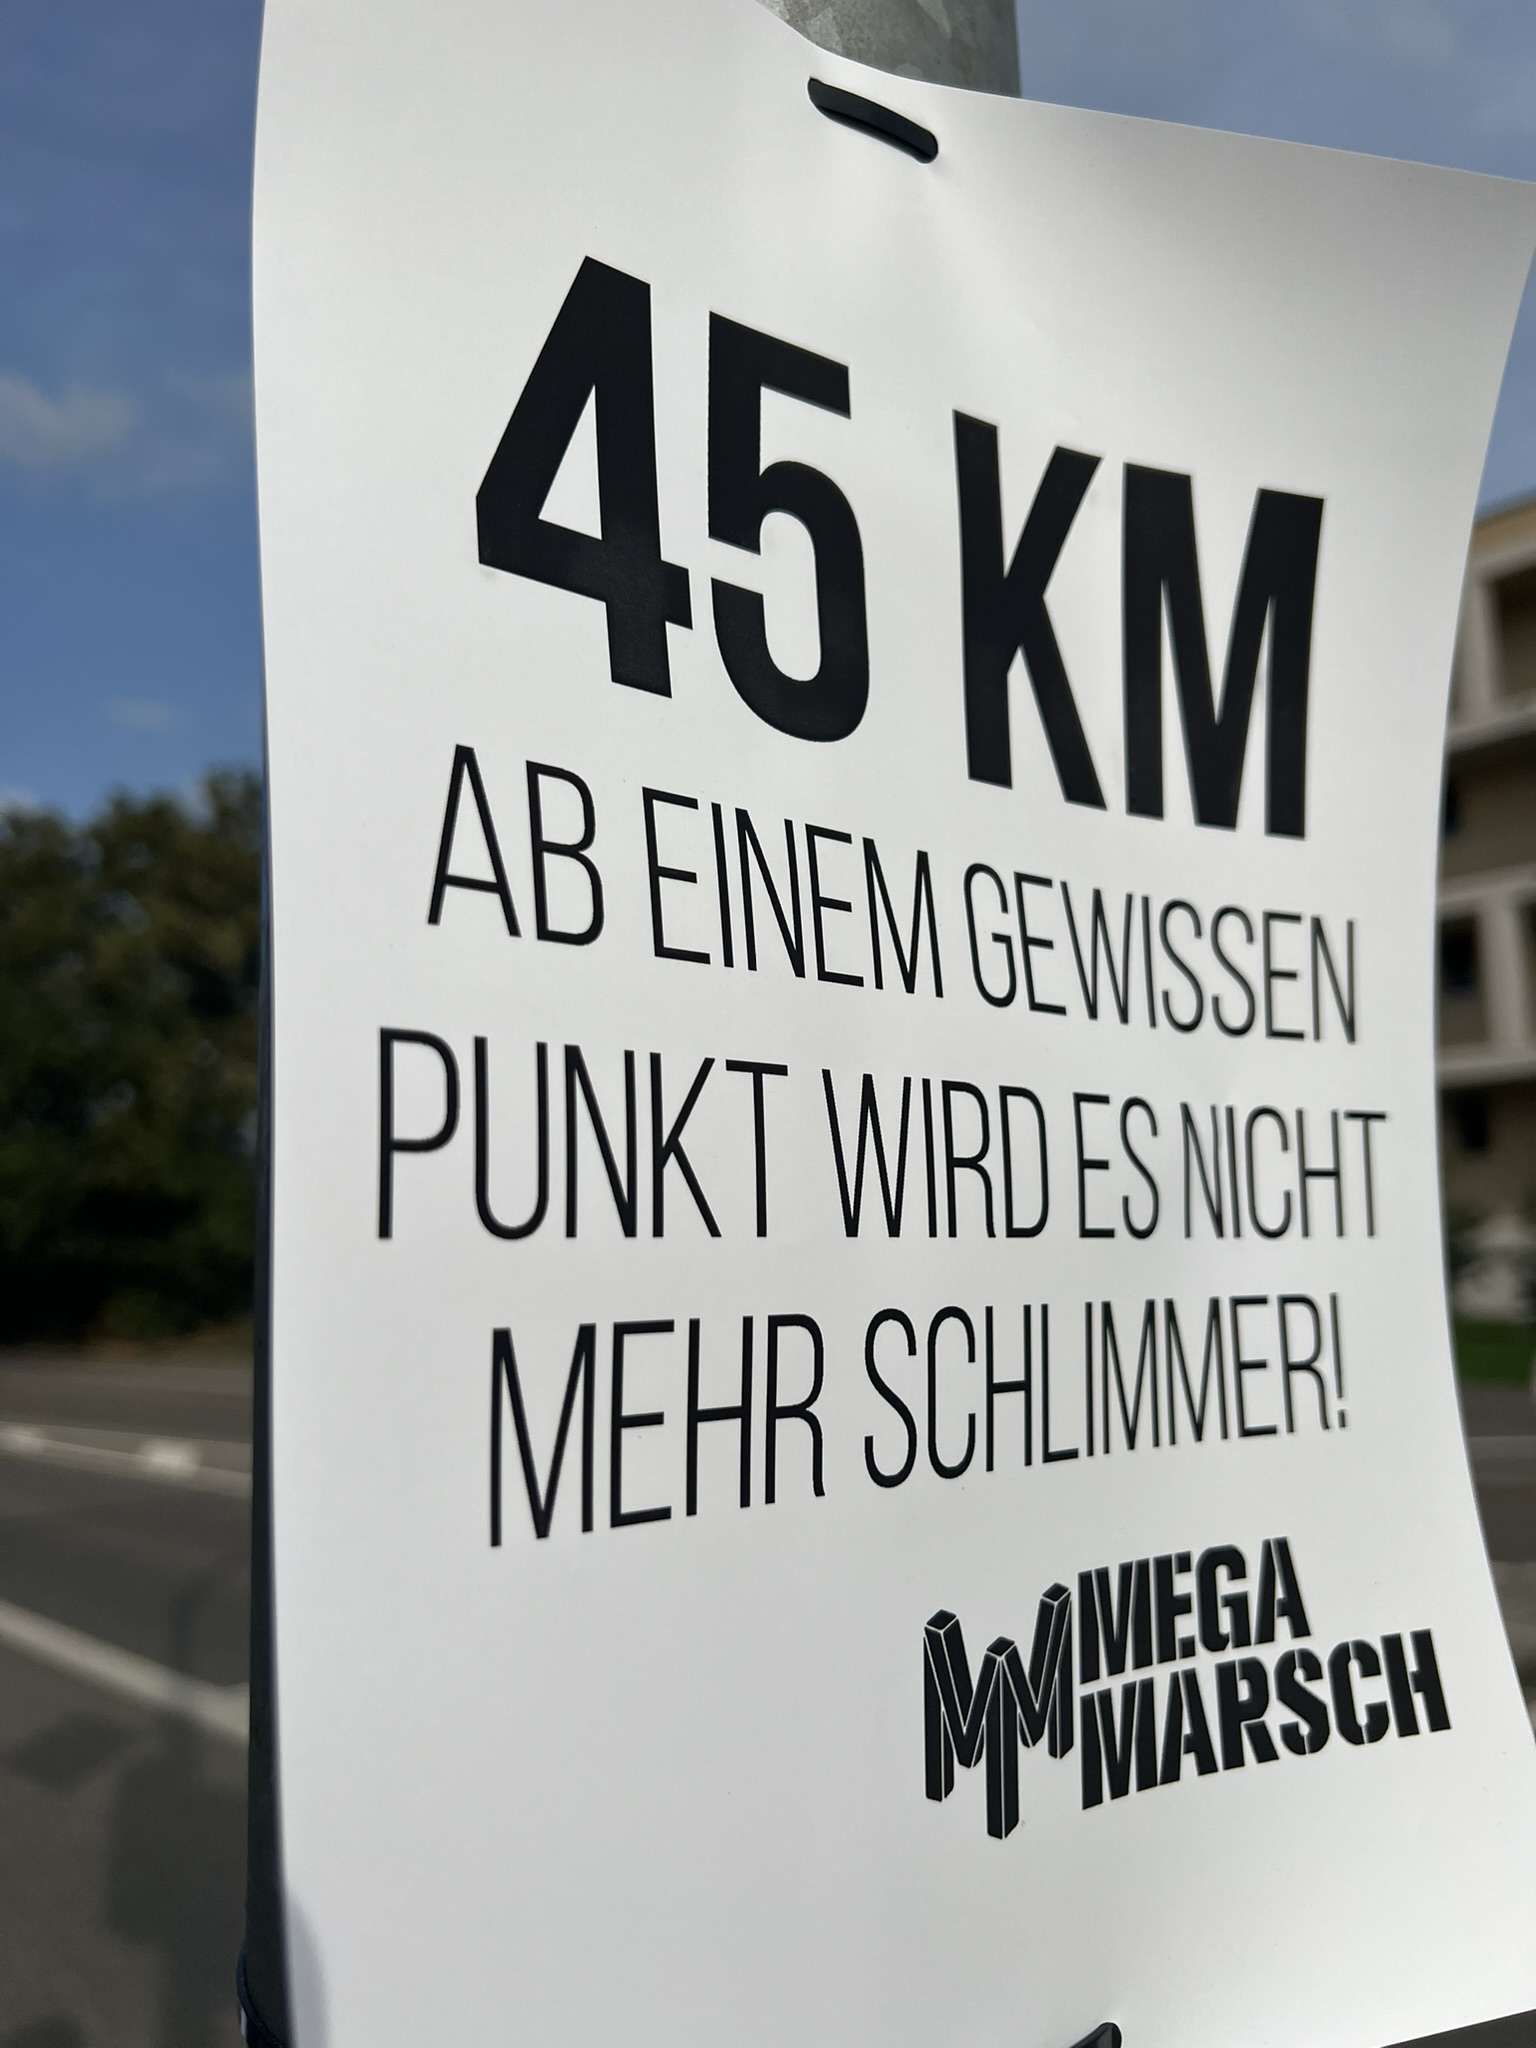 45 KM
AB EINEM GEWISSEN
PUNKT WIRD ES NICHT
MEHR SCHLIMMER!
MEGA
MARSCH